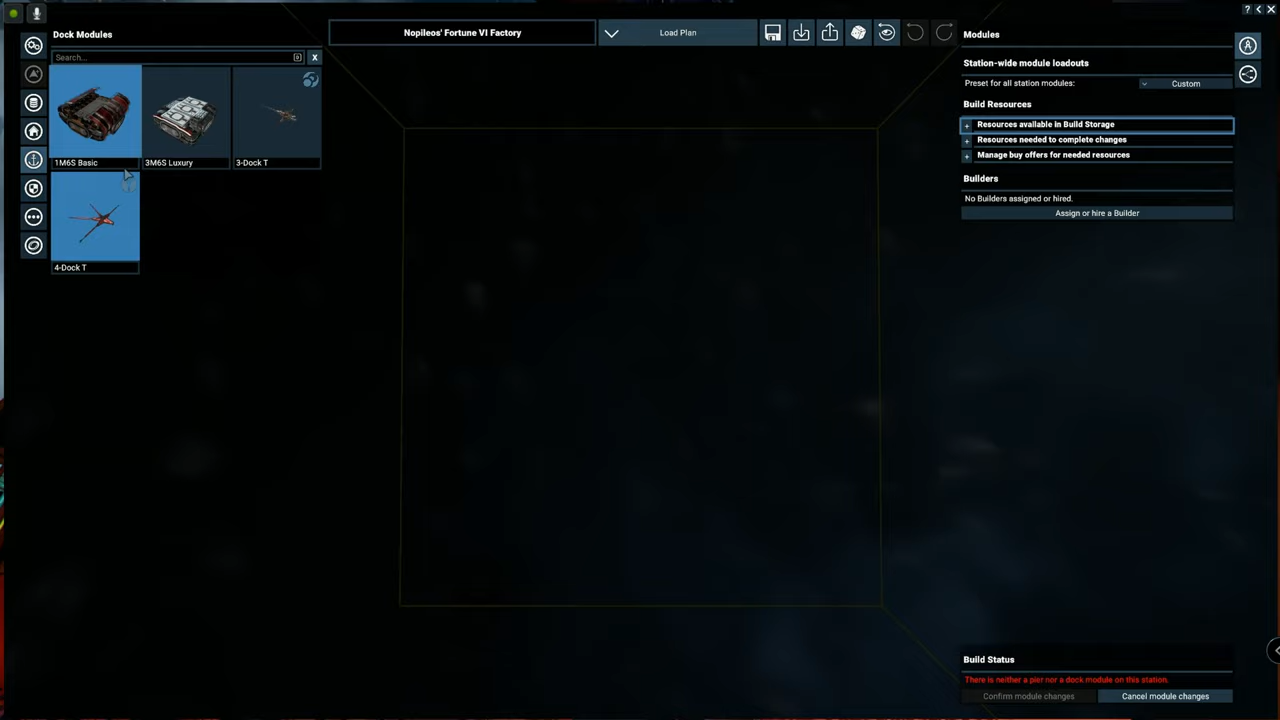 Dock Modules
Search...
X
1M6S Basic
3M6S Luxury
3-Dock T
4-Dock T
Nopileos' Fortune VI Factory
Load Plan
?
Modules
Station-wide module loadouts
Preset for all station modules:
Custom
Build Resources
+ Resources available in Build Storage
+ Resources needed to complete changes
+ Manage buy offers for needed resources
Builders
No Builders assigned or hired.
Assign or hire a Builder
Build Status
There is neither a pier nor a dock module on this station.
Confirm module changes
Cancel module changes